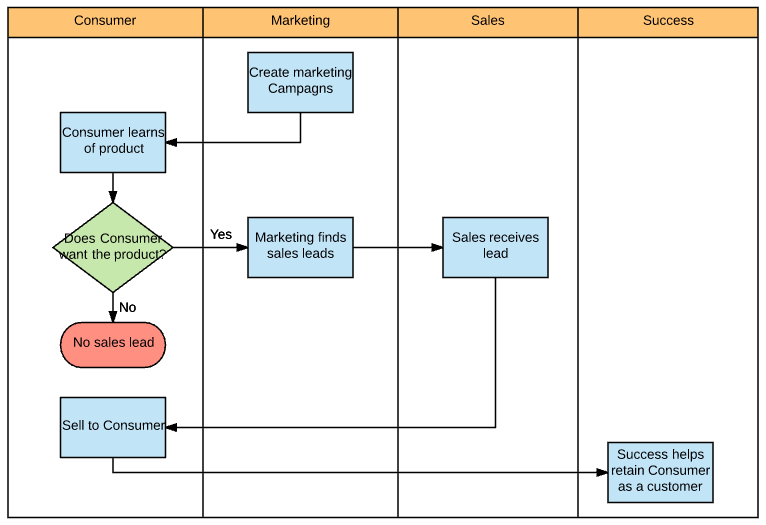 Consumer
Marketing
Sales
Success
Create marketing
Campagns
Consumer learns
of product
Does Consumer
want the product?
Yes
Marketing finds
sales leads
Sales receives
lead
No
No sales lead
Sell to Consumer
Success helps
retain Consumer
as a customer